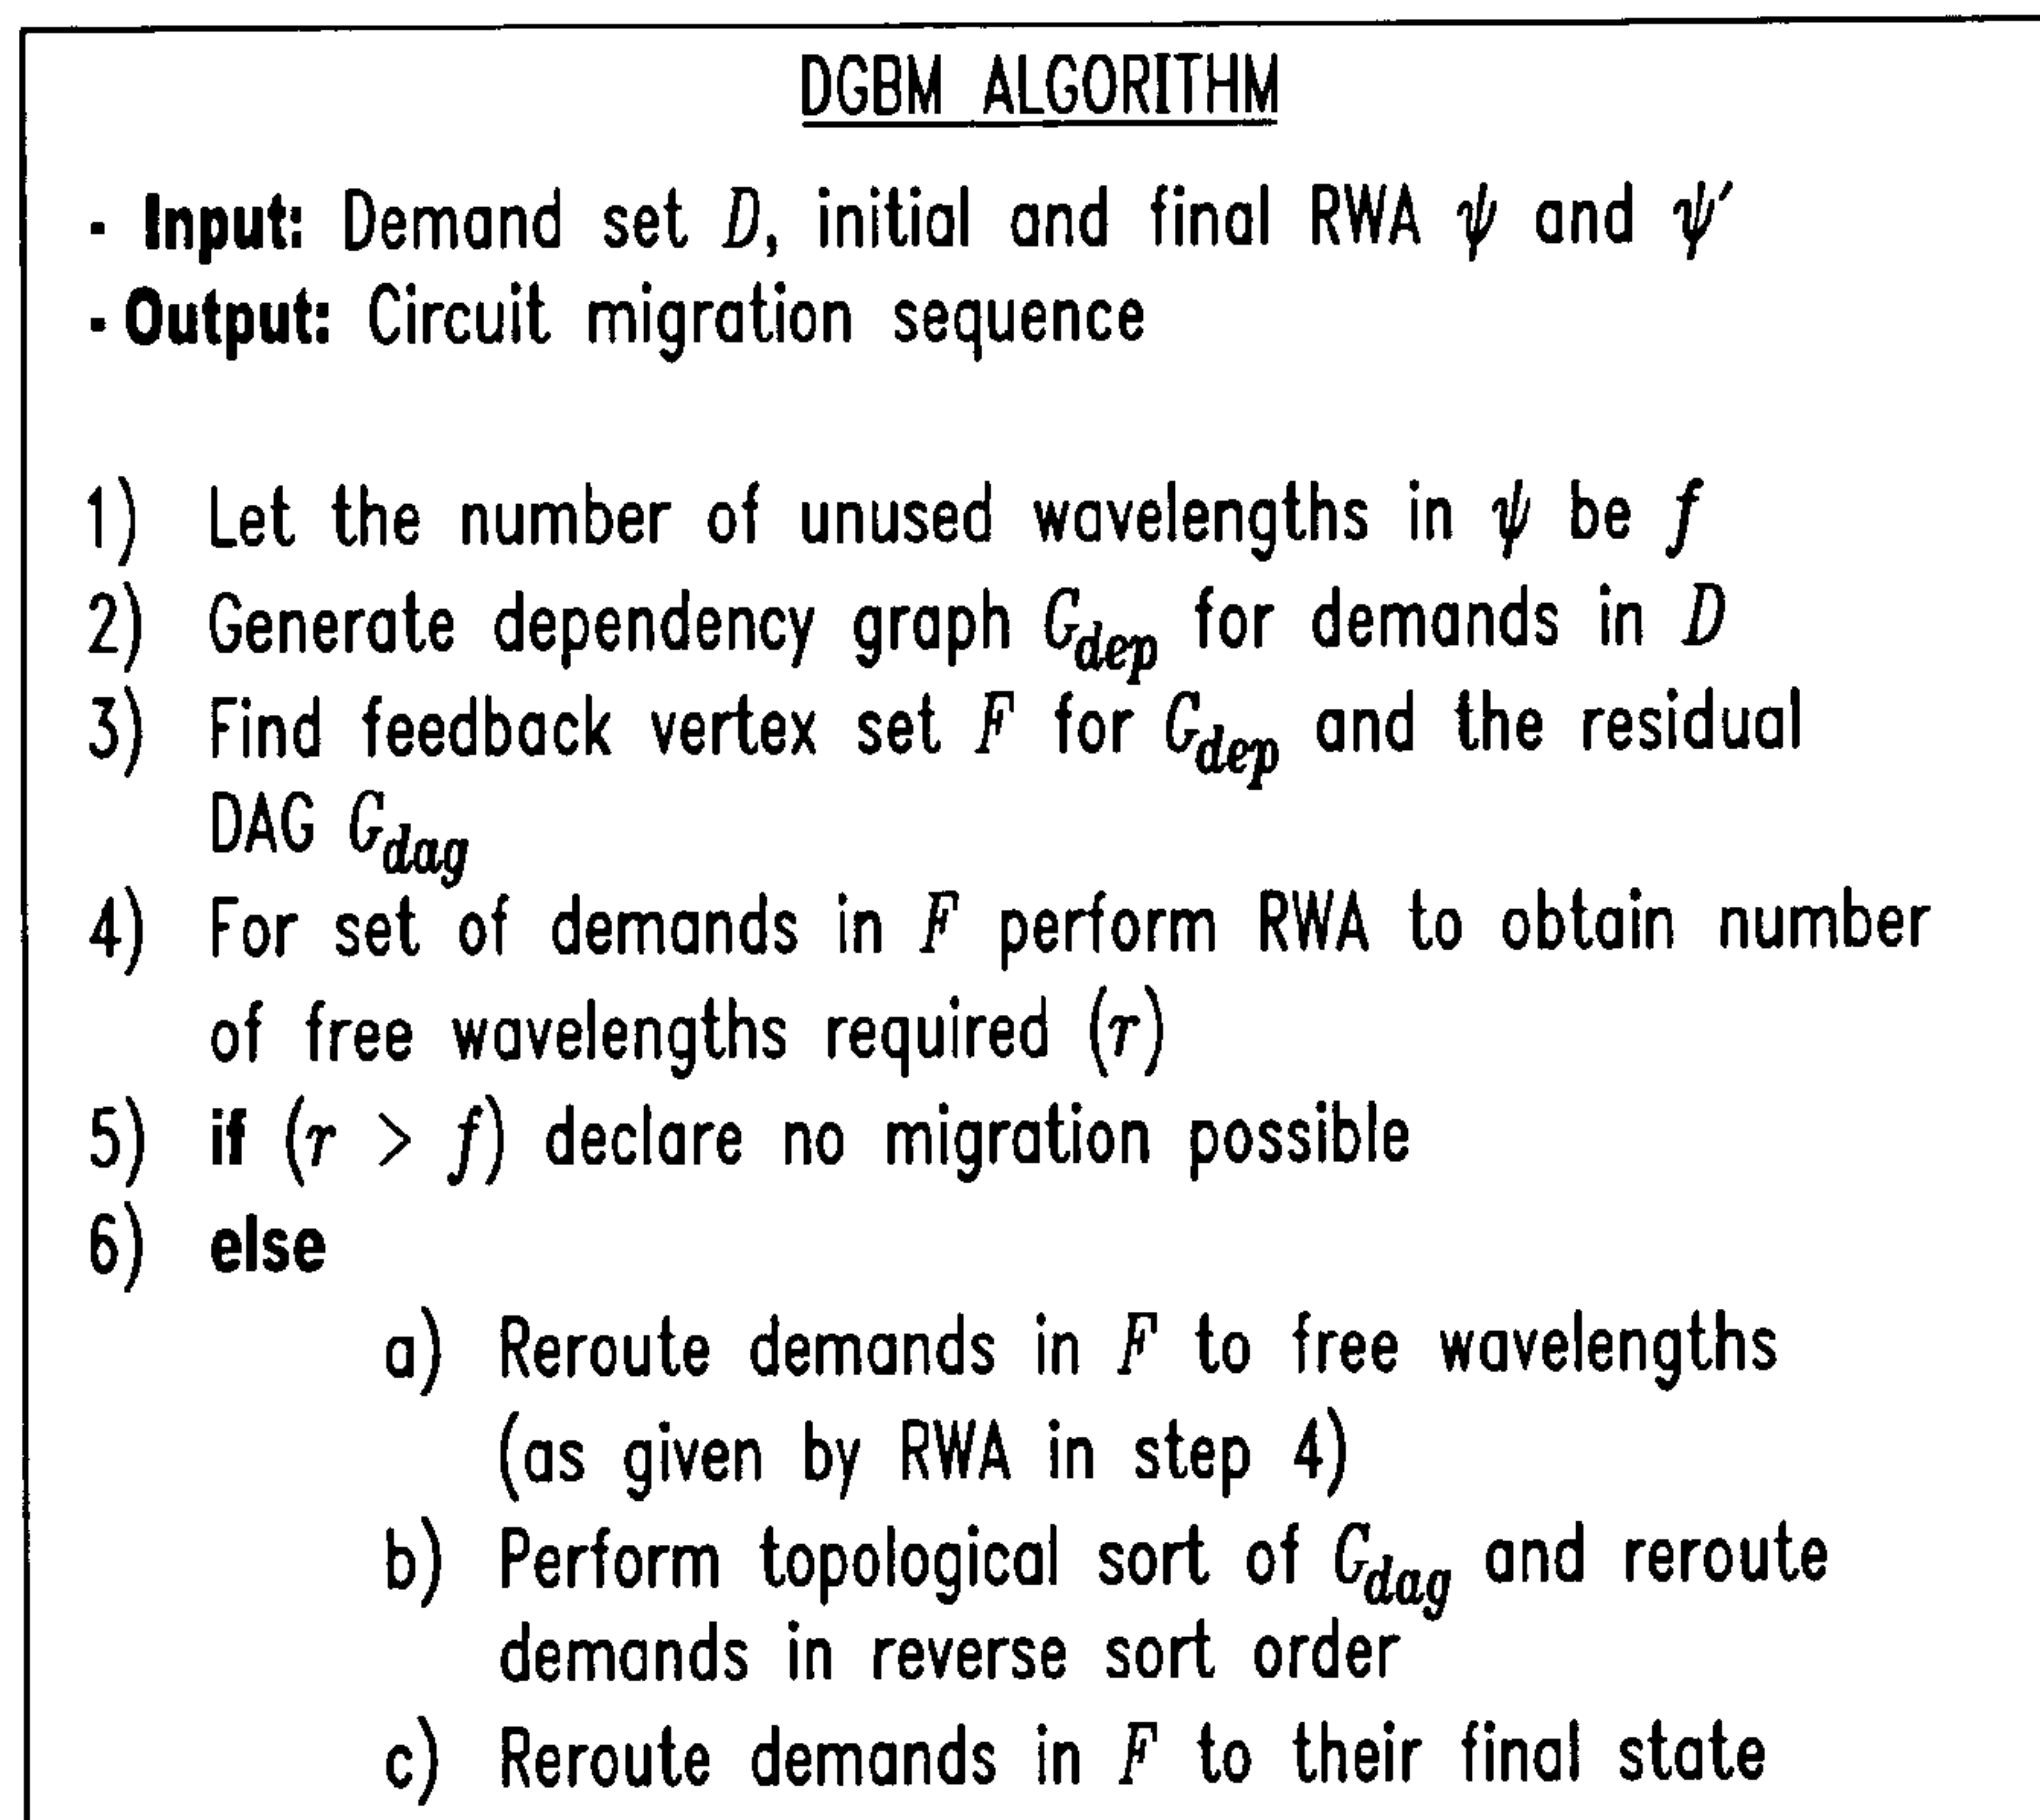 DGBM ALGORITHM
- Input: Demand set D, initial and final RWA ψ and ψ′
- Output: Circuit migration sequence
1) Let the number of unused wavelengths in ψ be f
2) Generate dependency graph G_dep for demands in D
3) Find feedback vertex set F for G_dep and the residual
DAG G_dag
4) For set of demands in F perform RWA to obtain number
of free wavelengths required (r)
5) if (r > f) declare no migration possible
6) else
a) Reroute demands in F to free wavelengths
(as given by RWA in step 4)
b) Perform topological sort of G_dag and reroute
demands in reverse sort order
c) Reroute demands in F to their final state